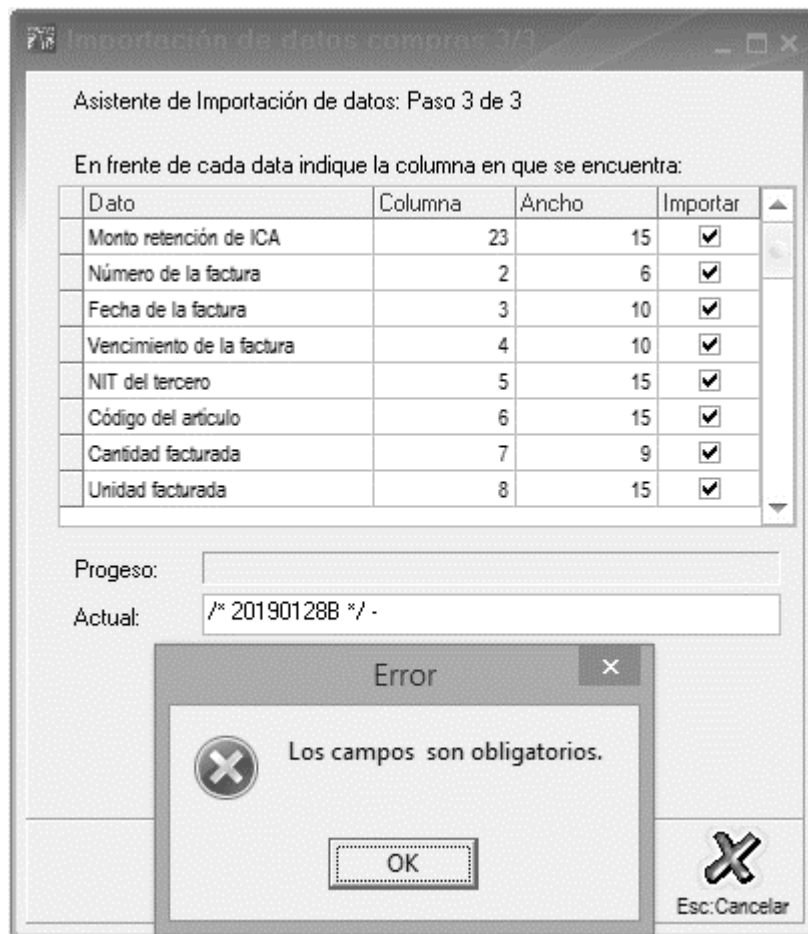 Importación de datos compras 3/3
Asistente de Importación de datos: Paso 3 de 3
En frente de cada data indique la columna en que se encuentra:
Dato Columna Ancho Importar
Monto retención de ICA 23 15
Número de la factura 2 6
Fecha de la factura 3 10
Vencimiento de la factura 4 10
NIT del tercero 5 15
Código del artículo 6 15
Cantidad facturada 7 9
Unidad facturada 8 15
Progeso:
Actual: /* 20190128B */ -
Error
Los campos  son obligatorios.
OK
Esc:Cancelar